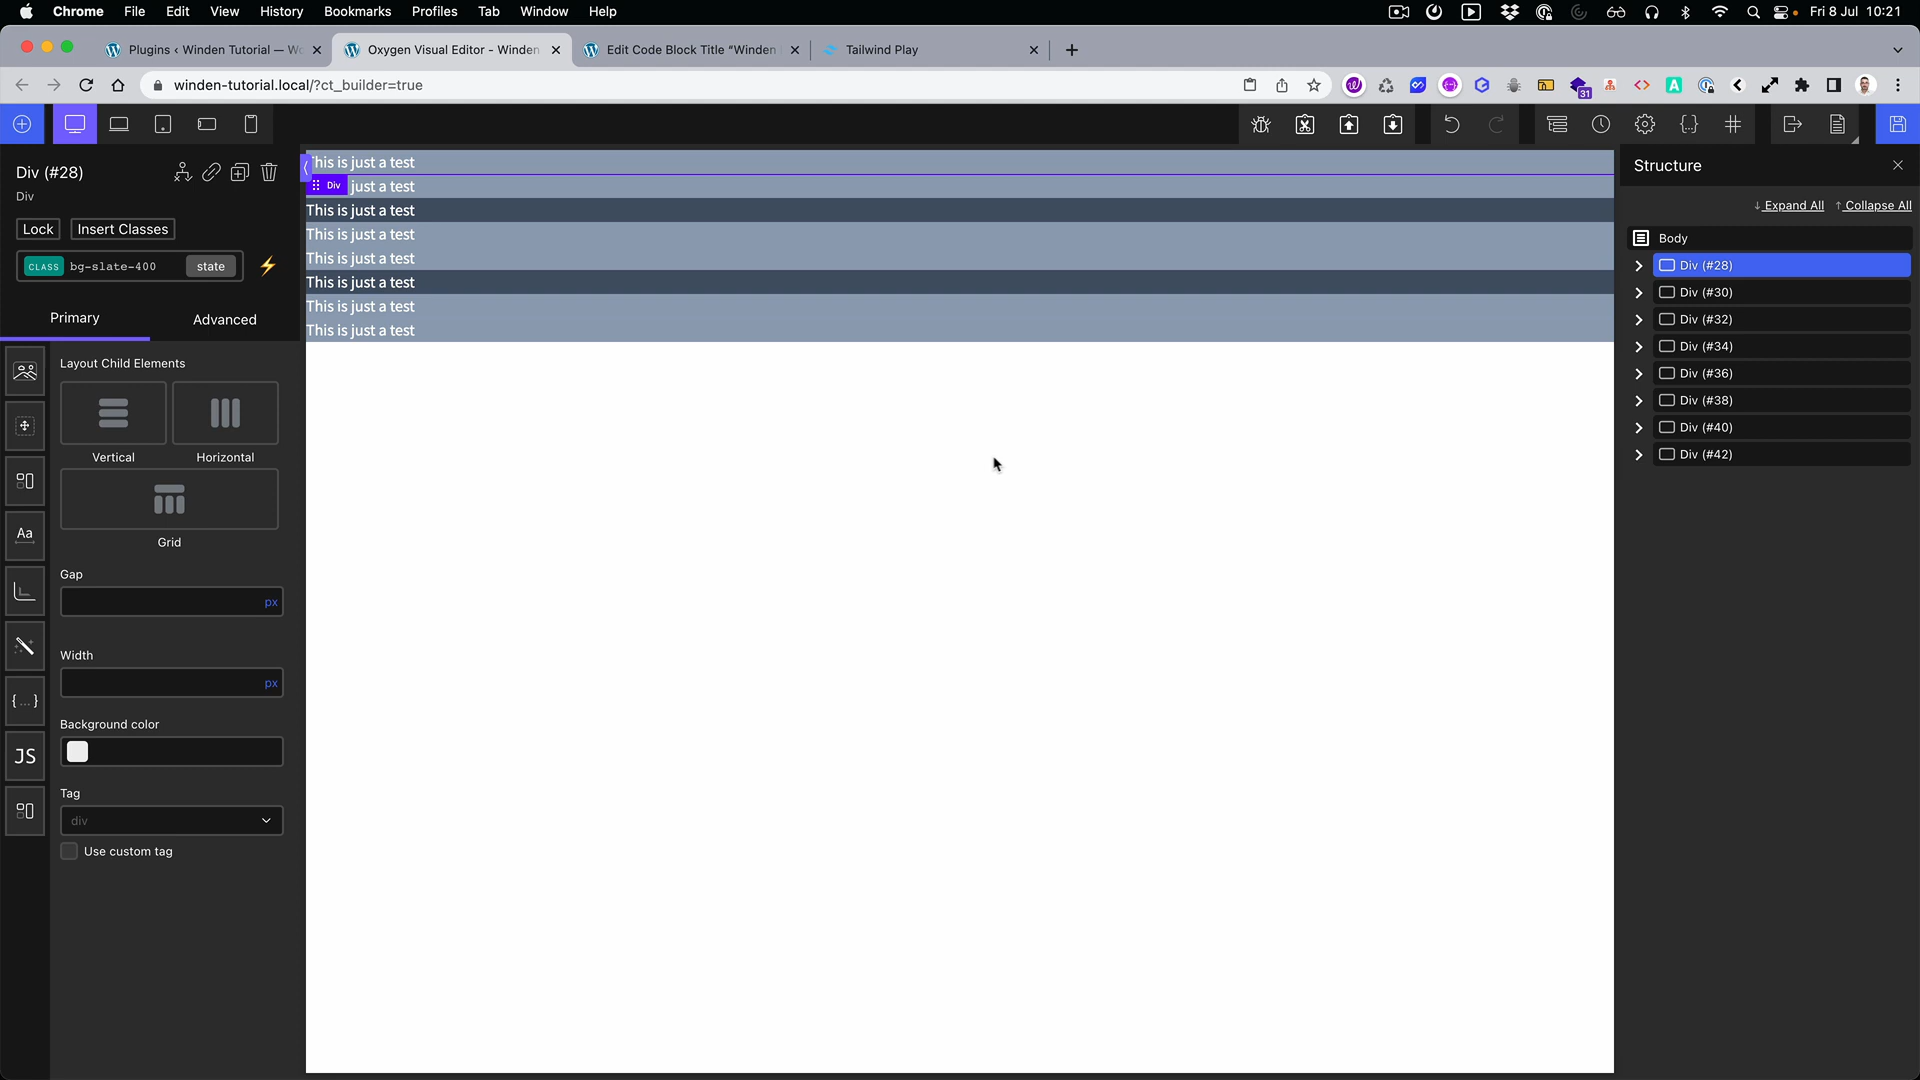 Chrome File Edit View History Bookmarks Profiles Tab Window Help Fri 8 Jul 10:21
Plugins ‹ Winden Tutorial — Wo
Oxygen Visual Editor - Winden
Edit Code Block Title “Winden
Tailwind Play
winden-tutorial.local/?ct_builder=true
31
Div (#28)
Div
Lock
Insert Classes
CLASS bg-slate-400 state
Primary
Advanced
Layout Child Elements
Vertical
Horizontal
Grid
Gap
px
Width
px
Background color
Tag
div
Use custom tag
Aa
{...}
JS
This is just a test
Div just a test
This is just a test
This is just a test
This is just a test
This is just a test
This is just a test
This is just a test
Structure
↓ Expand All ↑ Collapse All
Body
Div (#28)
Div (#30)
Div (#32)
Div (#34)
Div (#36)
Div (#38)
Div (#40)
Div (#42)